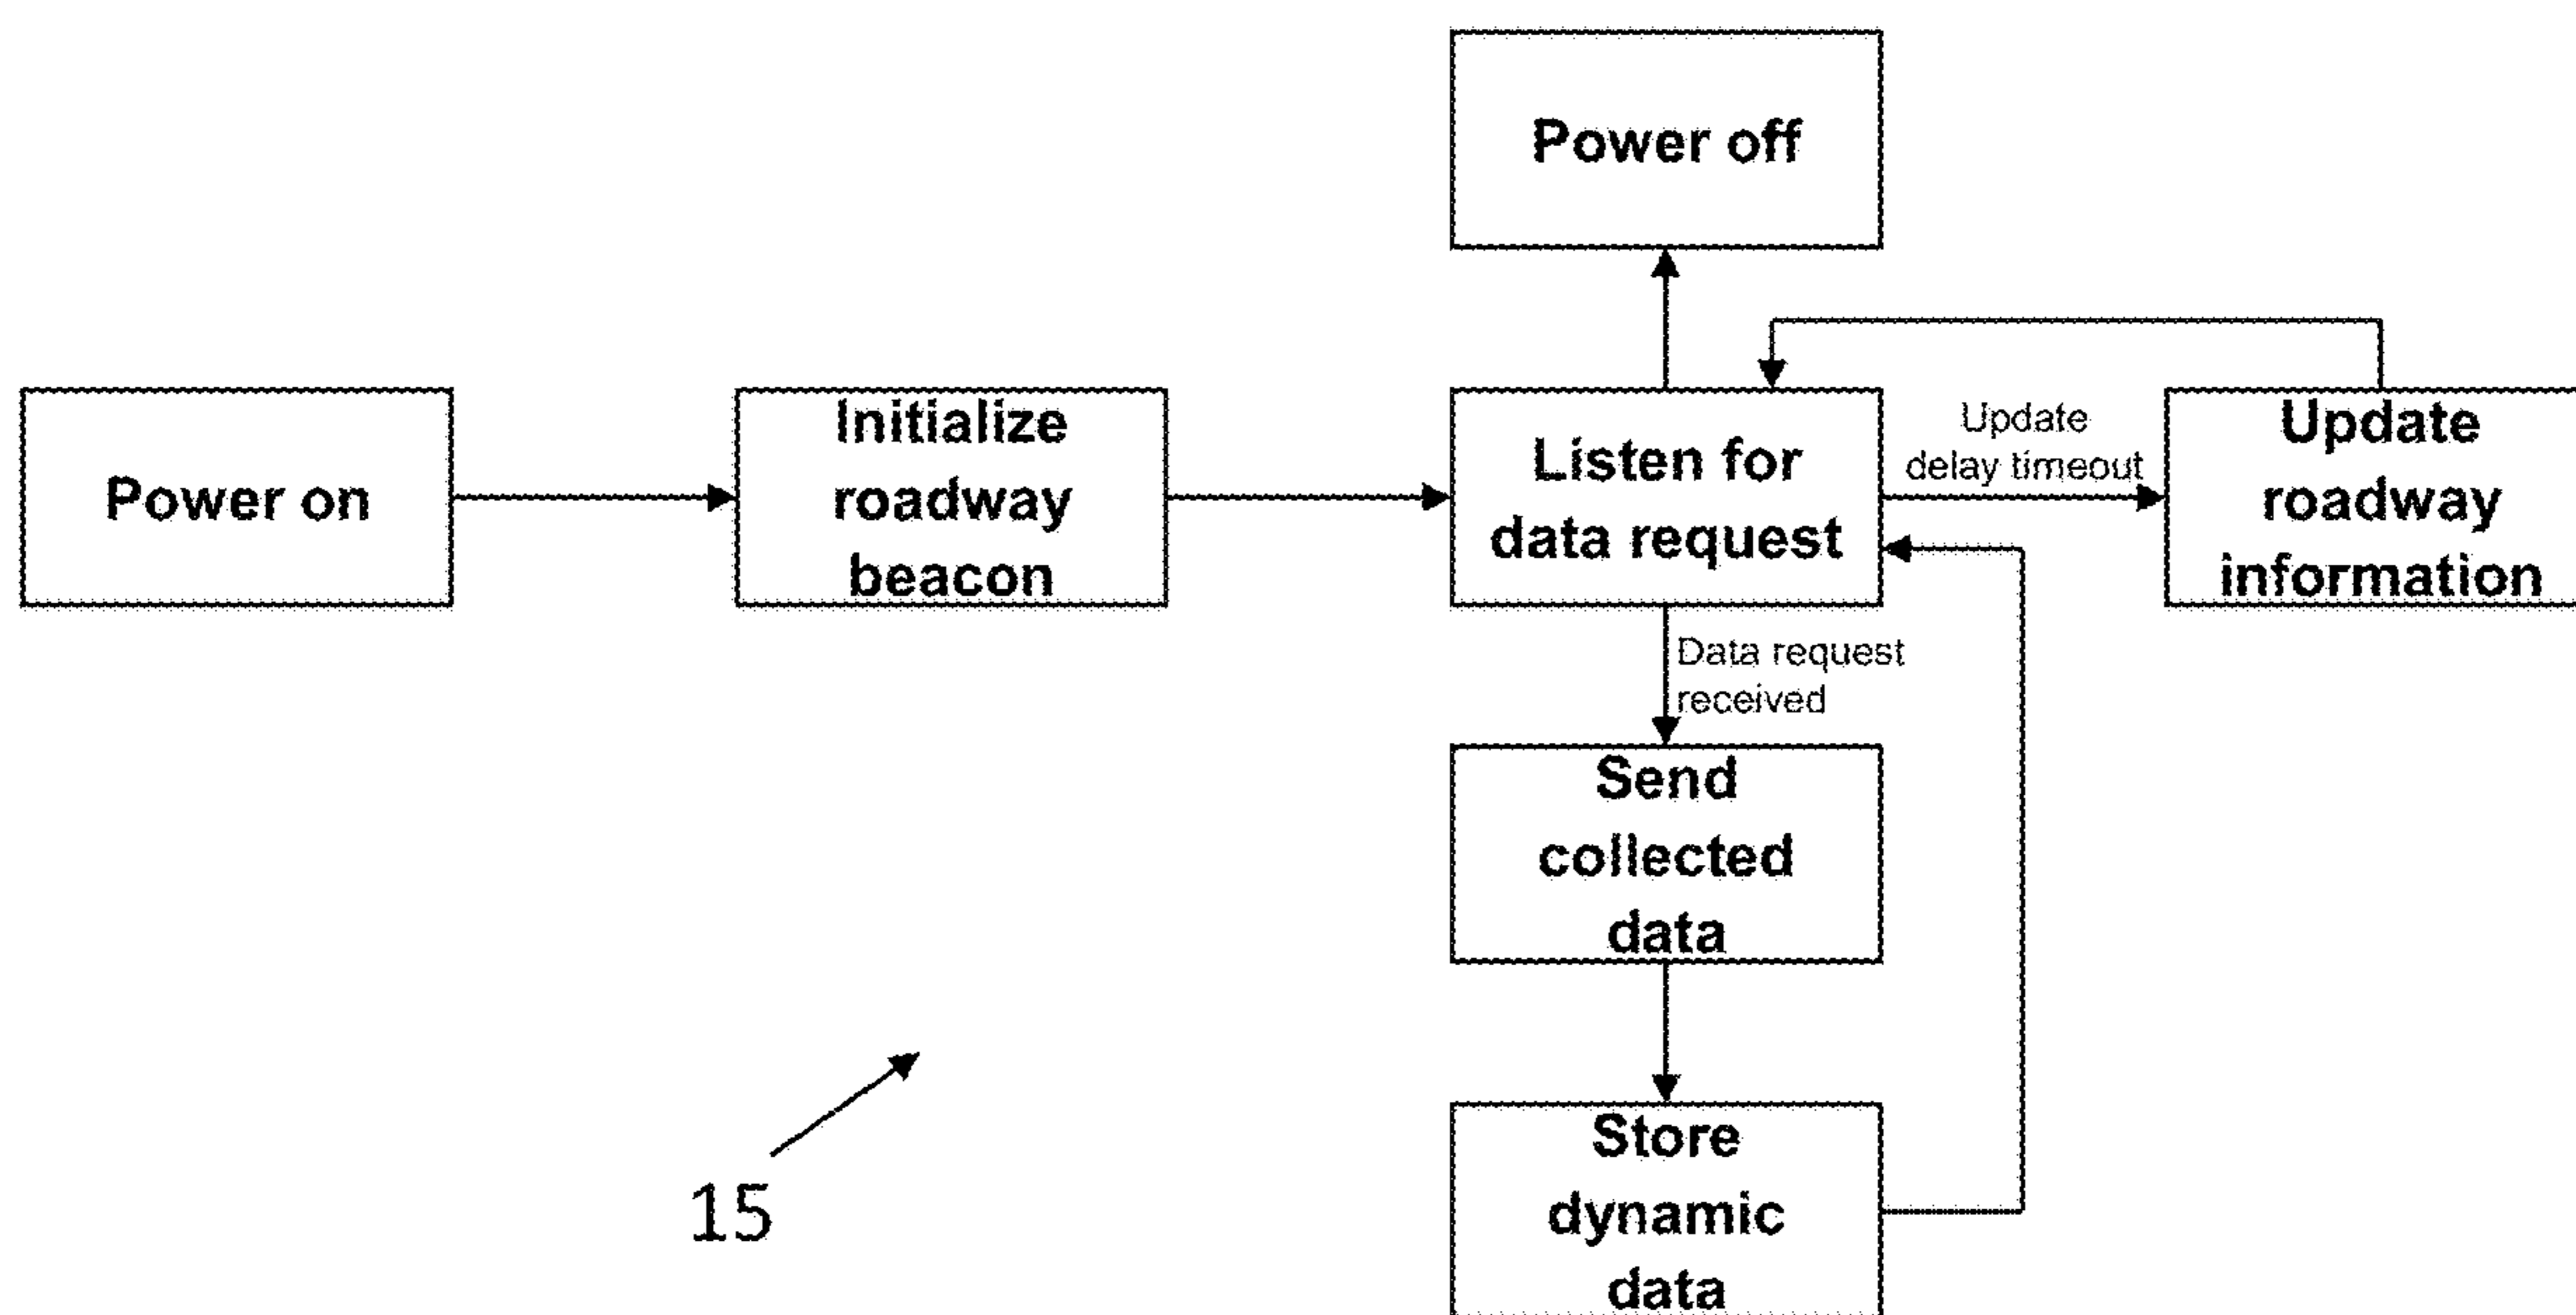 Power off
Power on
Initialize
roadway
beacon
Listen for
data request
Update
delay timeout
Update
roadway
information
Data request
received
Send
collected
data
Store
dynamic
data
15